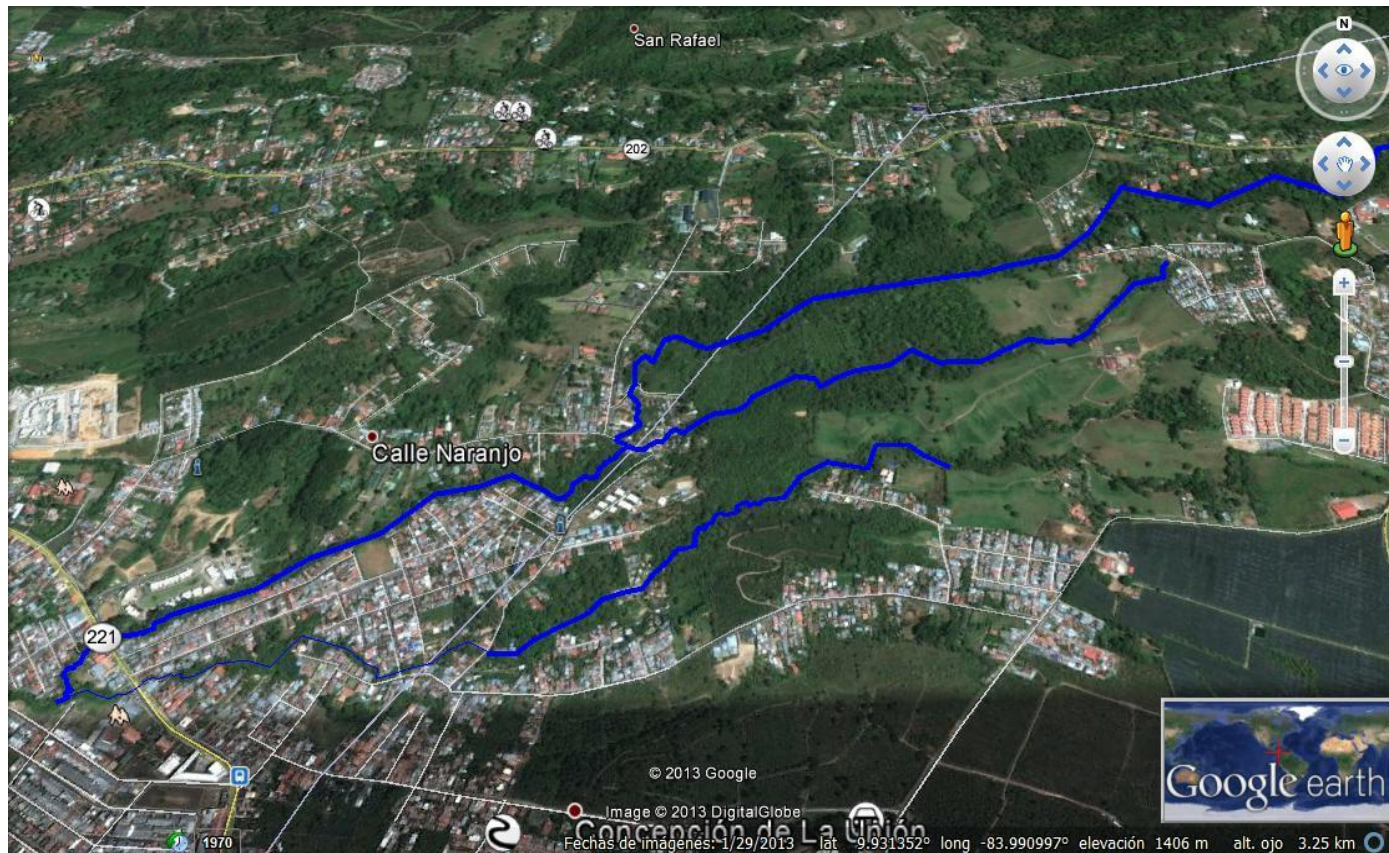 N
San Rafael
202
Calle Naranjo
221
© 2013 Google
Image © 2013 DigitalGlobe
Concepción de La Unión
Google earth
1970
Fechas de imágenes: 1/29/2013 lat 9.931352° long -83.990997° elevación 1406 m alt. ojo 3.25 km